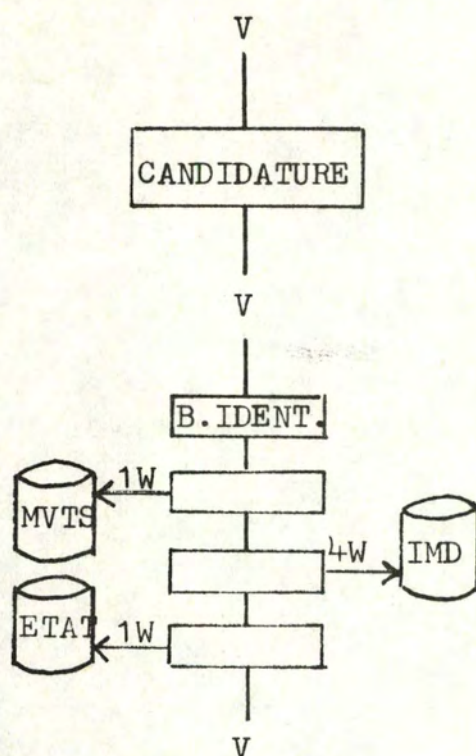 V
CANDIDATURE
V
B.IDENT.
1W
MVTS
4W
IMD
1W
ETAT
V